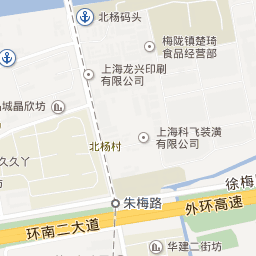 北杨码头
梅陇镇楚琦
食品经营部
上海龙兴印刷
有限公司
城晶欣坊
上海科飞装潢
有限公司
北杨村
久久丫
坊
徐梅
朱梅路
外环高速
环南二大道
华建二街坊